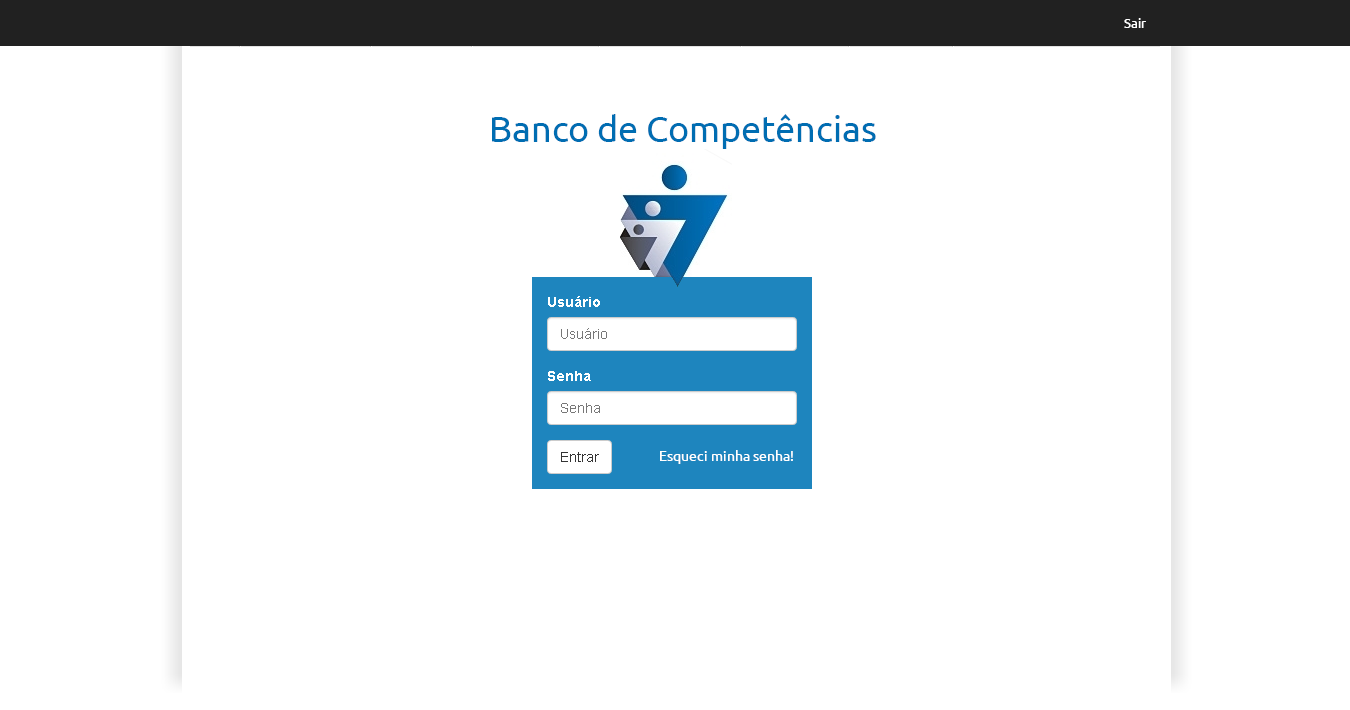 Sair
Banco de Competências
Usuário
Usuário
Senha
Senha
Entrar Esqueci minha senha!